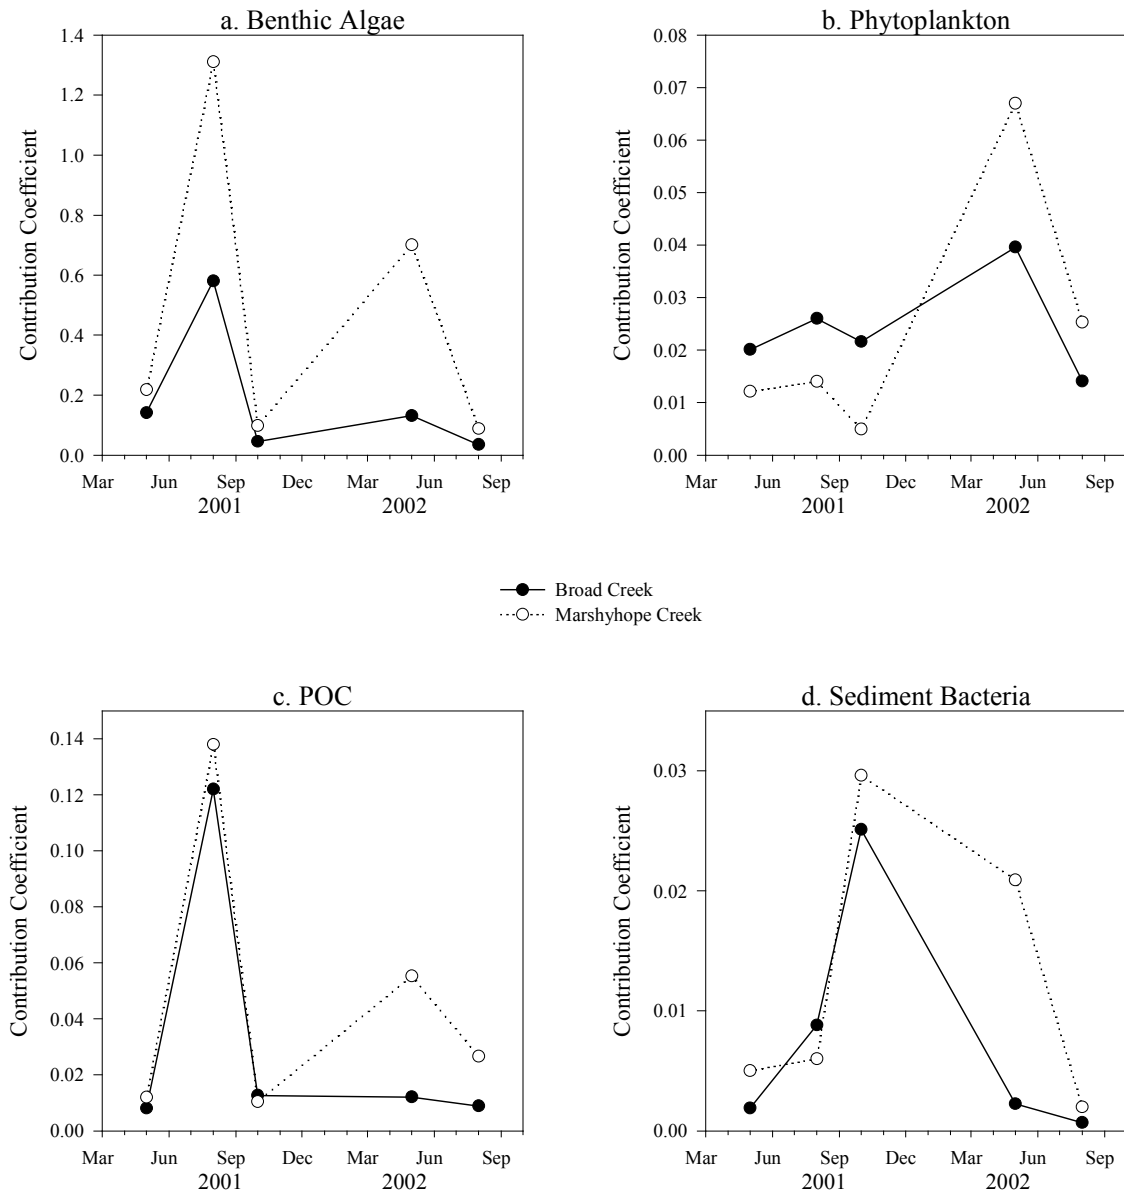 a. Benthic Algae
Contribution Coefficient
1.4
1.2
1.0
0.8
0.6
0.4
0.2
0.0
Mar Jun Sep Dec Mar Jun Sep
2001 2002
b. Phytoplankton
Contribution Coefficient
0.08
0.07
0.06
0.05
0.04
0.03
0.02
0.01
0.00
Mar Jun Sep Dec Mar Jun Sep
2001 2002
Broad Creek
Marshyhope Creek
c. POC
Contribution Coefficient
0.14
0.12
0.10
0.08
0.06
0.04
0.02
0.00
Mar Jun Sep Dec Mar Jun Sep
2001 2002
d. Sediment Bacteria
Contribution Coefficient
0.03
0.02
0.01
0.00
Mar Jun Sep Dec Mar Jun Sep
2001 2002